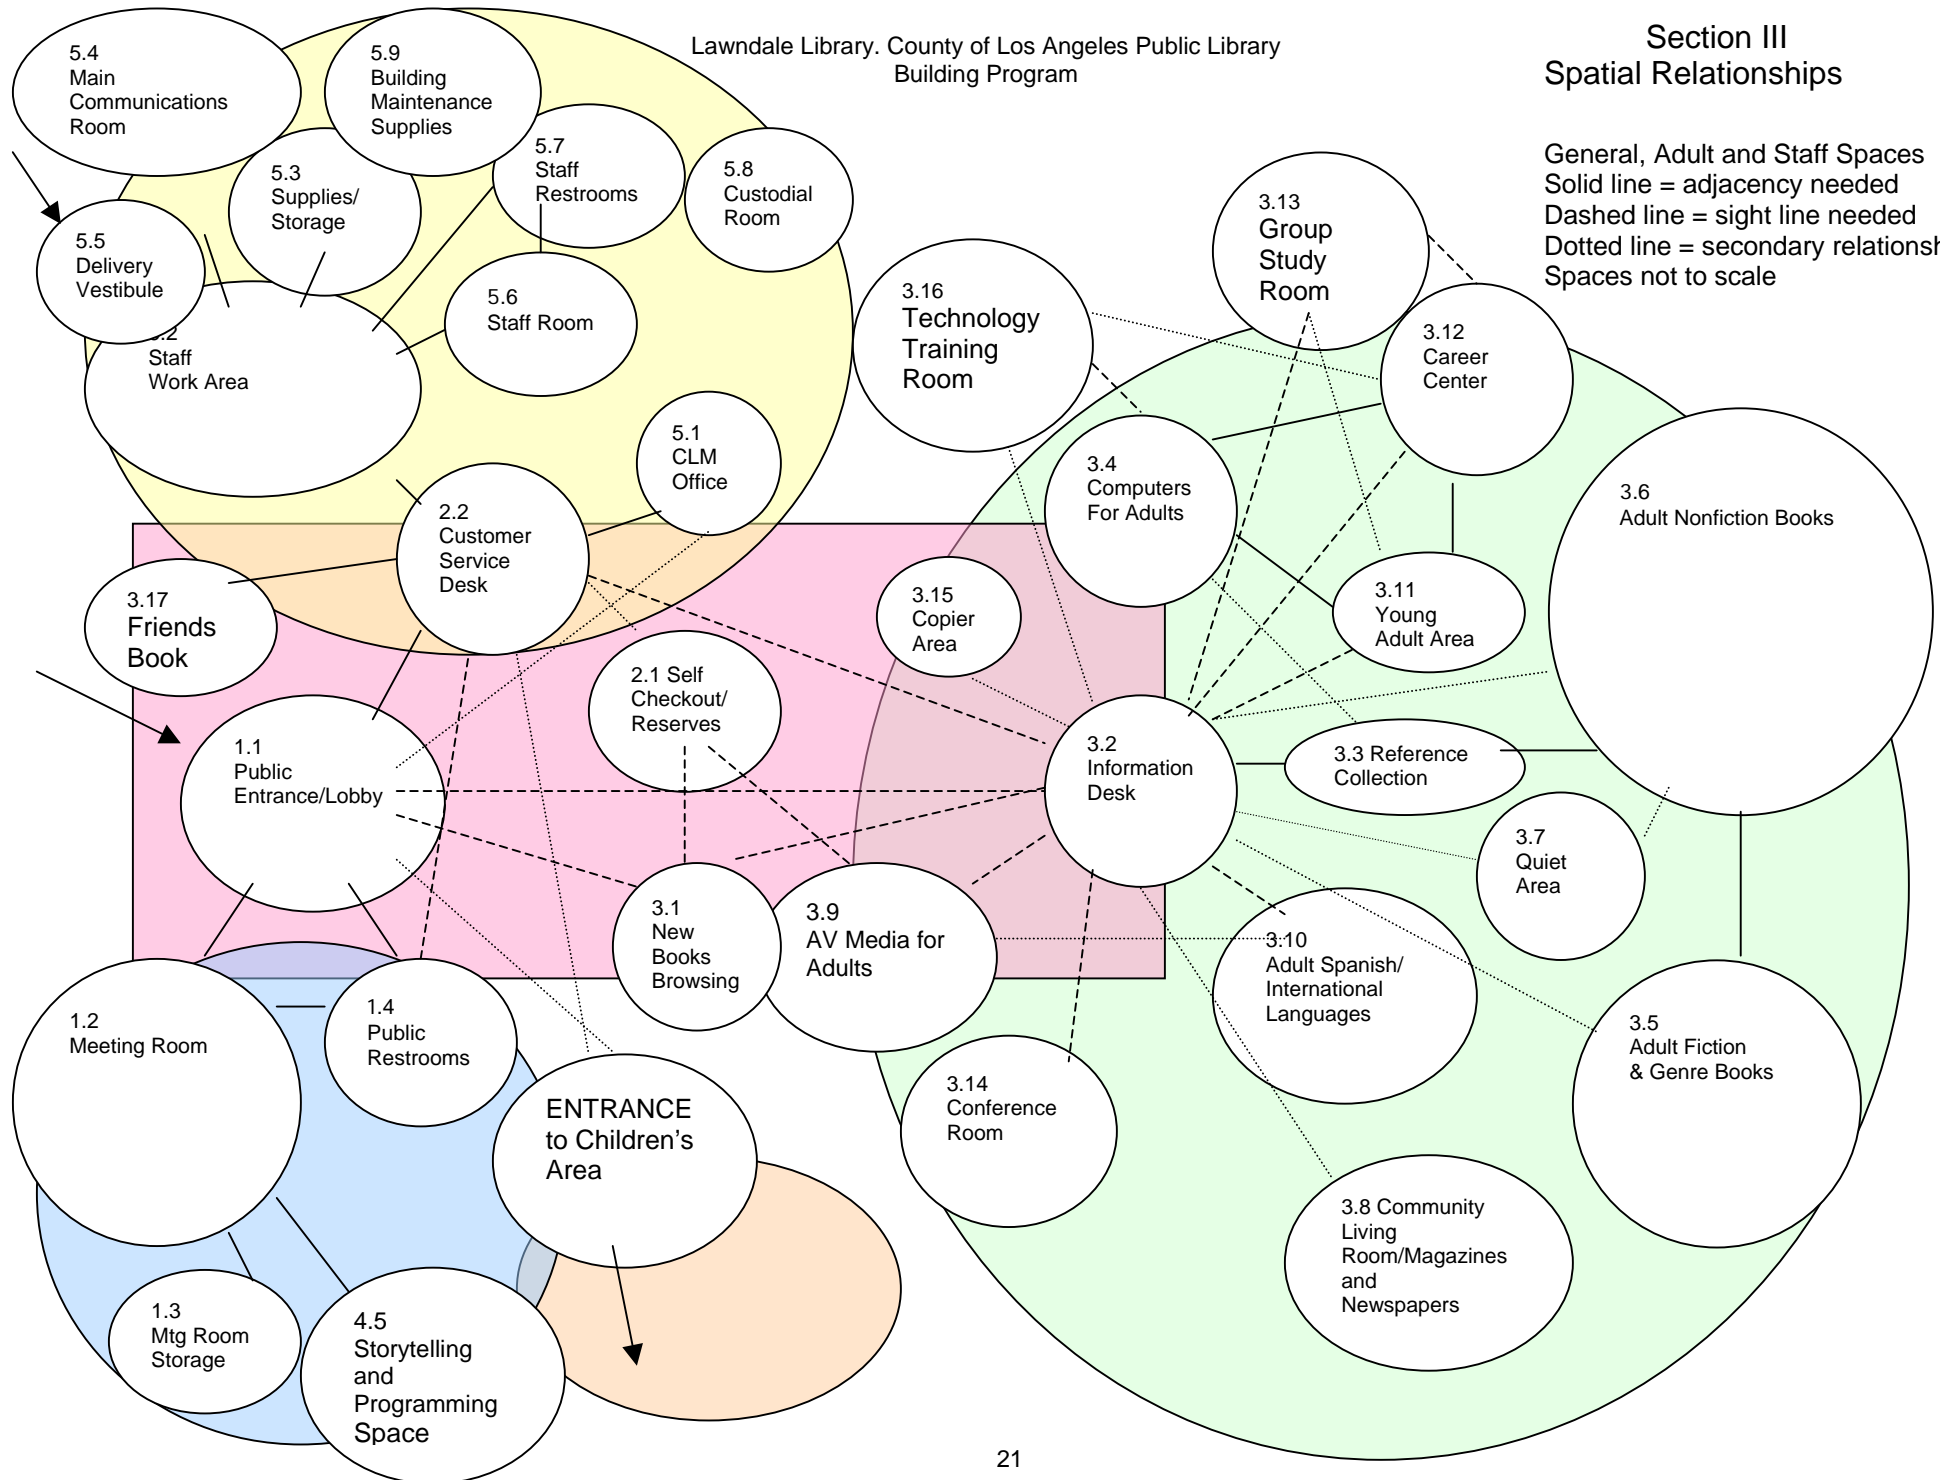 Lawndale Library. County of Los Angeles Public Library
Building Program
Section III
Spatial Relationships
General, Adult and Staff Spaces
Solid line = adjacency needed
Dashed line = sight line needed
Dotted line = secondary
Spaces not to scale
5.4
Main
Communications
Room
5.9
Building
Maintenance
Supplies
5.3
Supplies/
Storage
5.7
Staff
Restrooms
5.8
Custodial
Room
5.5
Delivery
Vestibule
Staff
Work Area
5.6
Staff Room
5.1
CLM
Office
2.2
Customer
Service
Desk
3.17
Friends
Book
2.1 Self
Checkout/
Reserves
1.1
Public
Entrance/Lobby
3.16
Technology
Training
Room
3.13
Group
Study
Room
3.12
Career
Center
3.4
Computers
For Adults
3.6
Adult Nonfiction Books
3.15
Copier
Area
3.11
Young
Adult Area
3.2
Information
Desk
3.3 Reference
Collection
3.7
Quiet
Area
3.1
New
Books
Browsing
3.9
AV Media for
Adults
3.10
Adult Spanish/
International
Languages
3.5
Adult Fiction
& Genre Books
3.14
Conference
Room
3.8 Community
Living
Room/Magazines
and
Newspapers
1.2
Meeting Room
1.4
Public
Restrooms
ENTRANCE
to Children's
Area
1.3
Mtg Room
Storage
4.5
Storytelling
and
Programming
Space
21